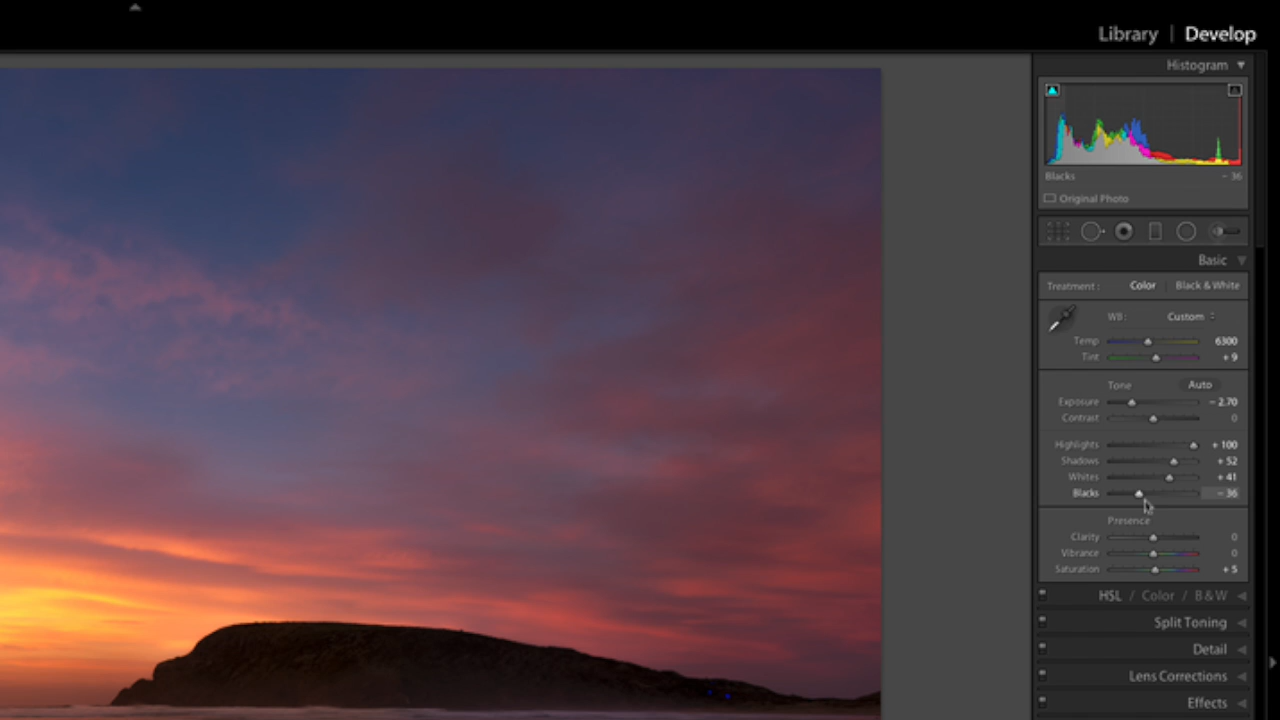 Library | Develop
Histogram
Blacks - 36
Original Photo
Basic
Treatment : Color | Black & White
WB : Custom
Temp 6300
Tint + 9
Tone Auto
Exposure - 2.70
Contrast 0
Highlights + 100
Shadows + 52
Whites + 41
Blacks - 36
Presence
Clarity 0
Vibrance 0
Saturation + 5
HSL / Color / B & W
Split Toning
Detail
Lens Corrections
Effects